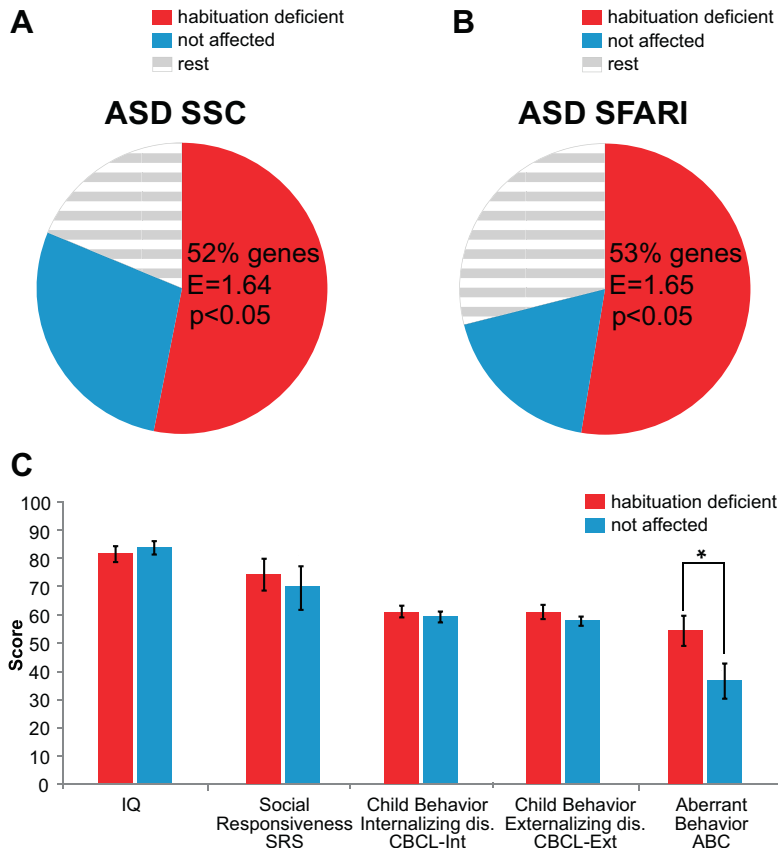 A
habituation deficient
not affected
rest
ASD SSC
52% genes
E=1.64
p<0.05
B
habituation deficient
not affected
rest
ASD SFARI
53% genes
E=1.65
p<0.05
C
habituation deficient
not affected
Score
100
90
80
70
60
50
40
30
20
10
0
*
IQ
Social
Responsiveness
SRS
Child Behavior
Internalizing dis.
CBCL-Int
Child Behavior
Externalizing dis.
CBCL-Ext
Aberrant
Behavior
ABC